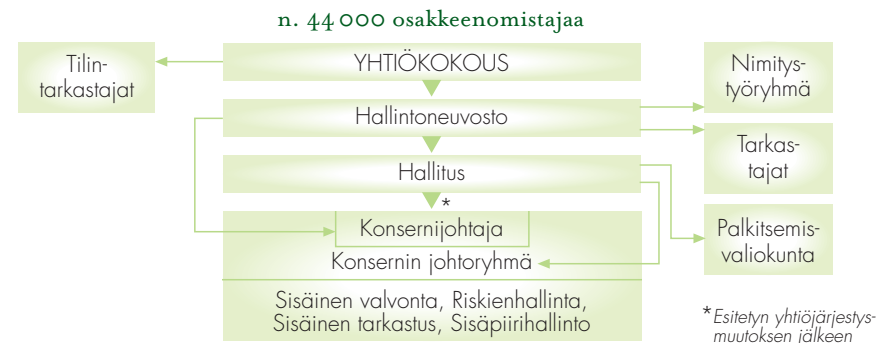 n. 44 000 osakkeenomistajaa
Tilin-
tarkastajat
YHTIÖKOKOUS
Nimitys-
työryhmä
Hallintoneuvosto
Tarkas-
tajat
Hallitus
*
Konsernijohtaja
Konsernin johtoryhmä
Palkitsemis-
valiokunta
Sisäinen valvonta, Riskienhallinta,
Sisäinen tarkastus, Sisäpiirihallinto
*Esitetyn yhtiöjärjestys-
muutoksen jälkeen